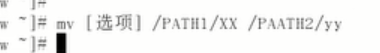 w ~]#
w ~]# mv [选项] /PATH1/XX /PAATH2/yy
w ~]#